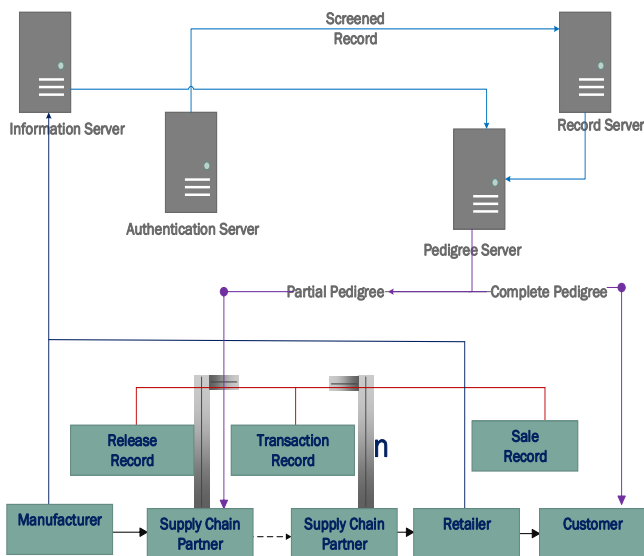 Screened
Record
Information Server
Record Server
Authentication Server
Pedigree Server
Partial Pedigree
Complete Pedigree
Release
Record
Transaction
Record
n
Sale
Record
Manufacturer
Supply Chain
Partner
Supply Chain
Partner
Retailer
Customer